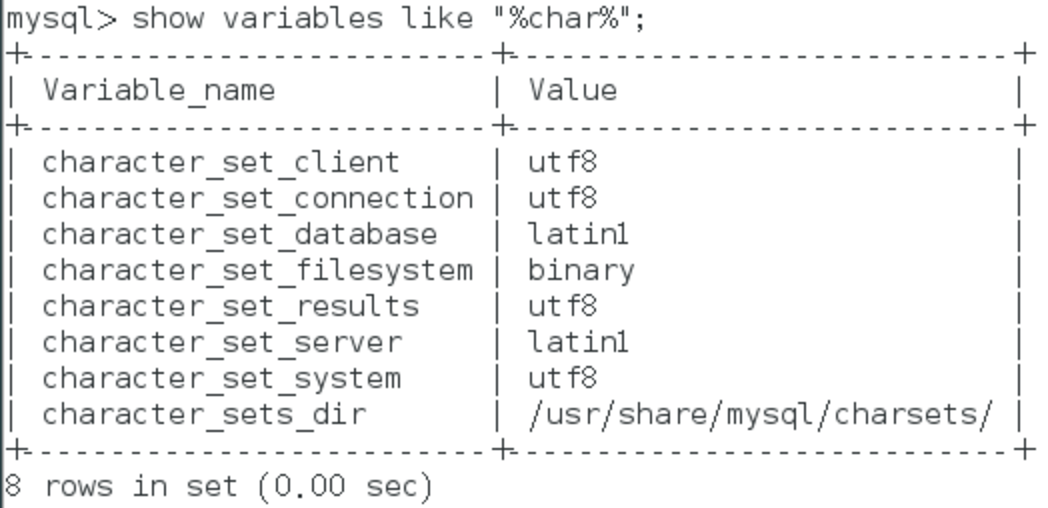 mysql> show variables like "%char%";
+--------------------------+----------------------------+
| Variable_name            | Value                      |
+--------------------------+----------------------------+
| character_set_client     | utf8                       |
| character_set_connection | utf8                       |
| character_set_database   | latin1                     |
| character_set_filesystem | binary                     |
| character_set_results    | utf8                       |
| character_set_server     | latin1                     |
| character_set_system     | utf8                       |
| character_sets_dir       | /usr/share/mysql/charsets/ |
+--------------------------+----------------------------+
8 rows in set (0.00 sec)